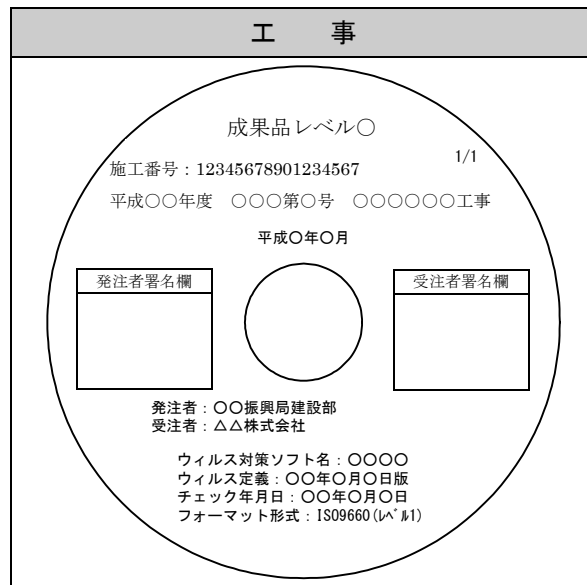 工 事
成果品レベル○
1/1
施工番号：12345678901234567
平成○○年度 ○○○第○号 ○○○○○○工事
平成○年○月
発注者署名欄
受注者署名欄
発注者：○○振興局建設部
受注者：△△株式会社
ウィルス対策ソフト名：○○○○
ウィルス定義：○○年○月○日版
チェック年月日：○○年○月○日
フォーマット形式：ISO9660(ﾚﾍﾞﾙ1)